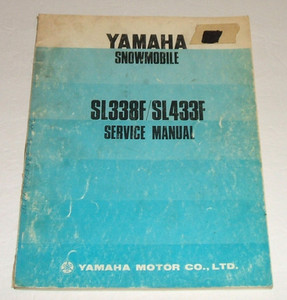 YAMAHA
SNOWMOBILE
SL338F/SL433F
SERVICE MANUAL
YAMAHA MOTOR CO., LTD.